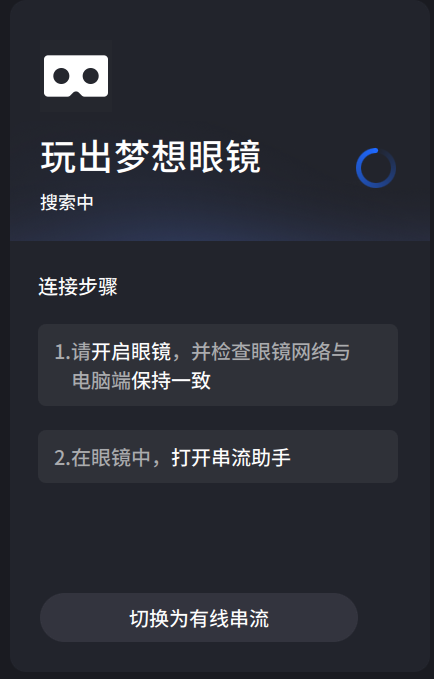 玩出梦想眼镜
搜索中
连接步骤
1.请开启眼镜，并检查眼镜网络与
电脑端保持一致
2.在眼镜中，打开串流助手
切换为有线串流